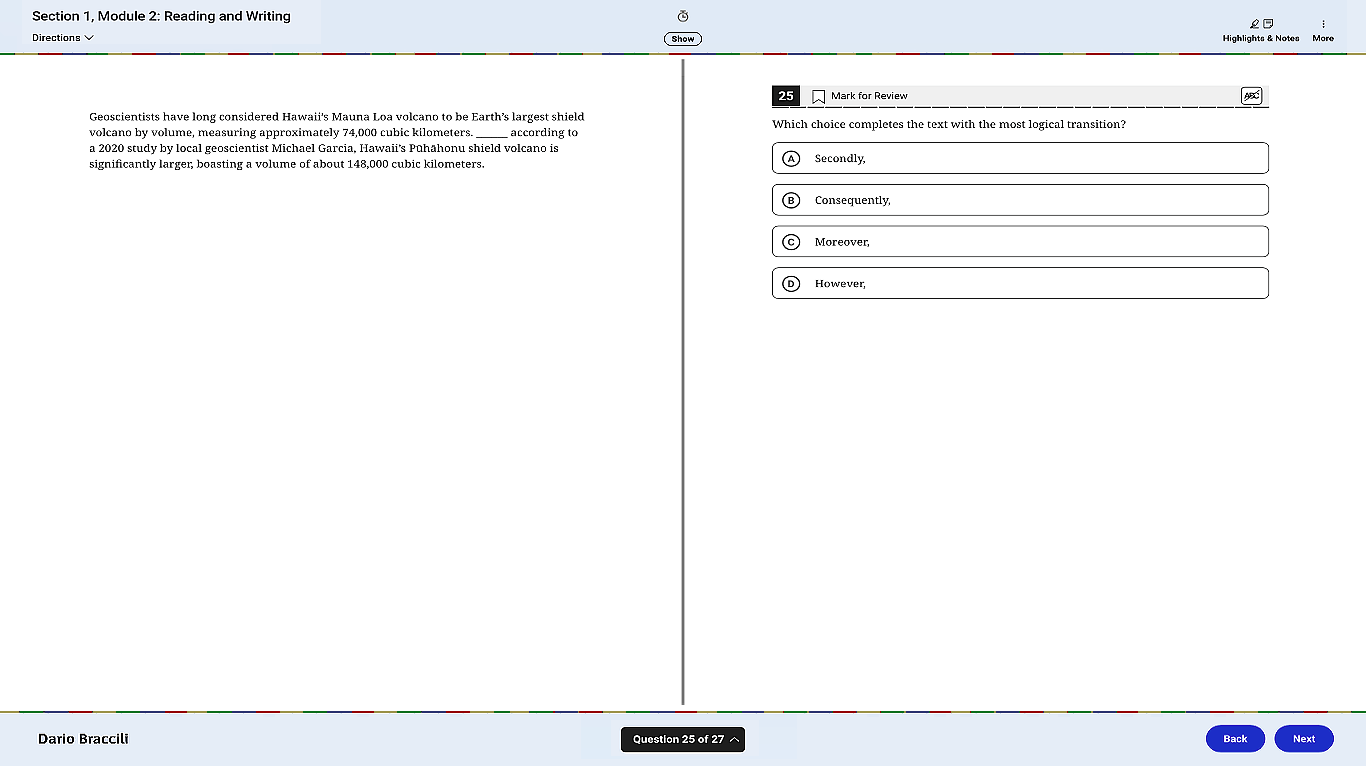 Section 1, Module 2: Reading and Writing
Directions
Show
Highlights & Notes
More
Geoscientists have long considered Hawaii's Mauna Loa volcano to be Earth's largest shield
volcano by volume, measuring approximately 74,000 cubic kilometers. _____ according to
a 2020 study by local geoscientist Michael Garcia, Hawaii's Pūhāhonu shield volcano is
significantly larger, boasting a volume of about 148,000 cubic kilometers.
25 Mark for Review ABC
Which choice completes the text with the most logical transition?
A Secondly,
B Consequently,
C Moreover,
D However,
Dario Braccili
Question 25 of 27
Back
Next